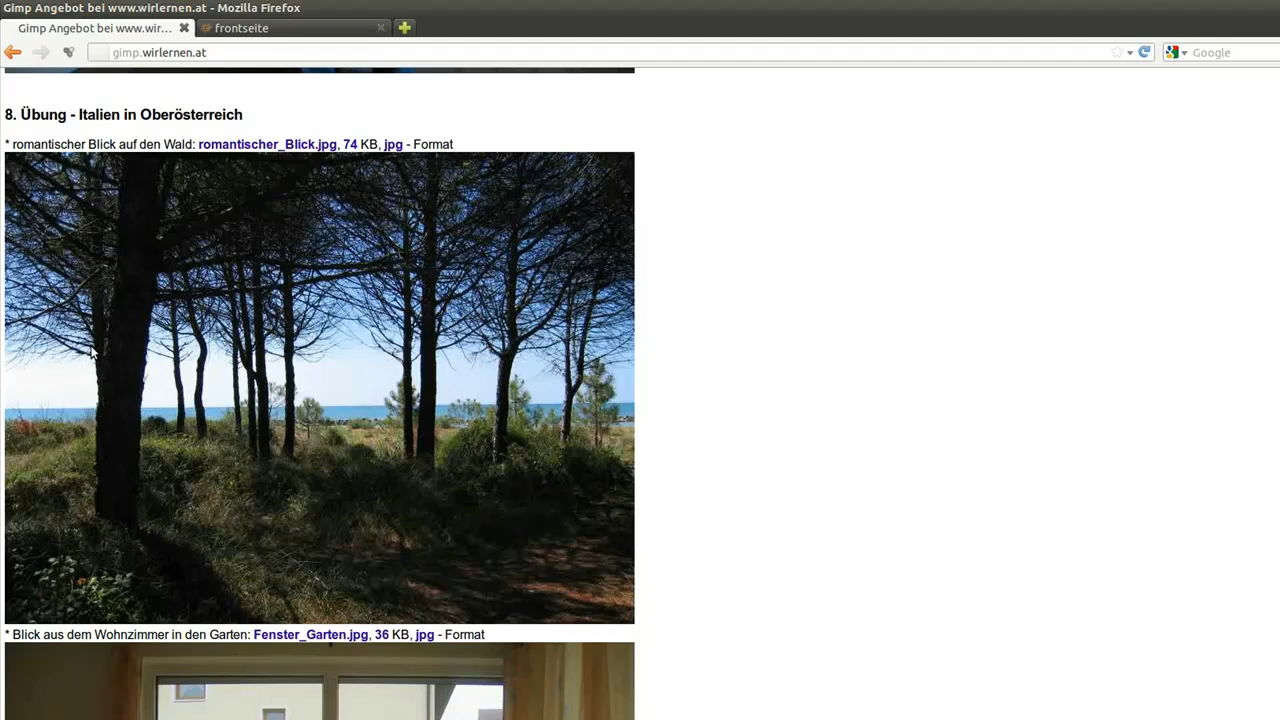 Gimp Angebot bei www.wirlernen.at - Mozilla Firefox
Gimp Angebot bei www.wir...
frontseite
gimp.wirlernen.at
Google
8. Übung - Italien in Oberösterreich
* romantischer Blick auf den Wald: romantischer_Blick.jpg, 74 KB, jpg - Format
* Blick aus dem Wohnzimmer in den Garten: Fenster_Garten.jpg, 36 KB, jpg - Format